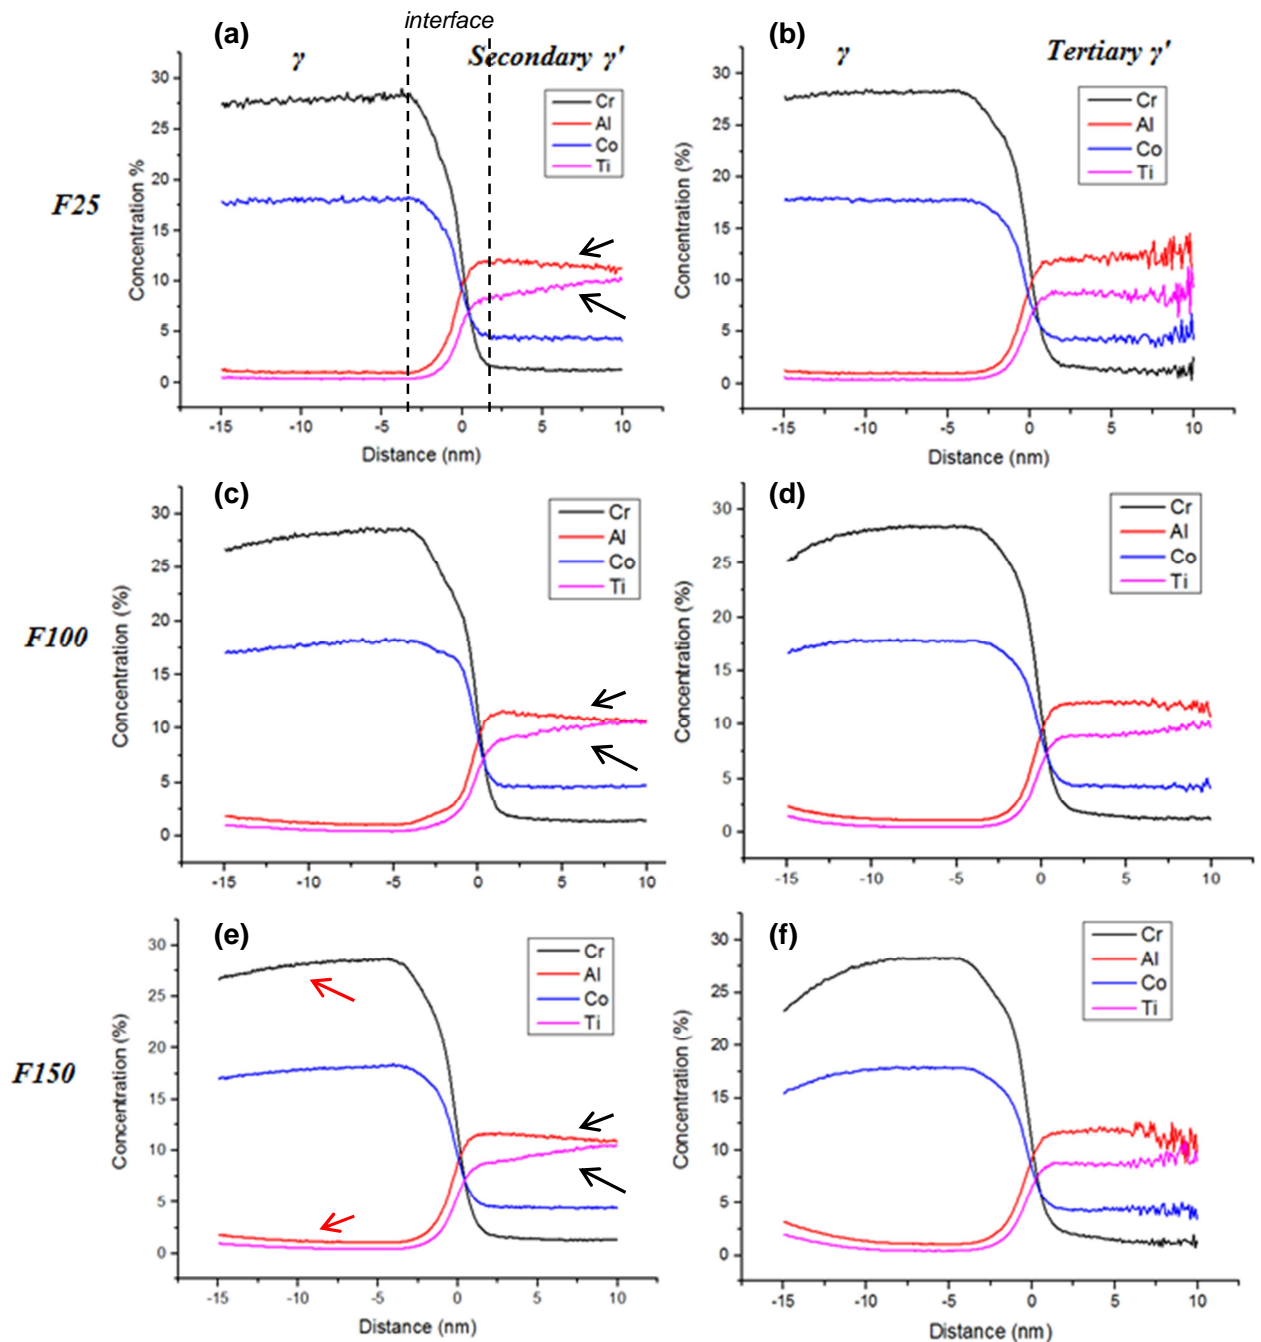 interface
(a)
γ
Secondary γ'
(b)
γ
Tertiary γ'
F25
Concentration %
30
25
20
15
10
5
0
Cr
Al
Co
Ti
-15
-10
-5
0
5
10
Distance (nm)
Concentration (%)
30
25
20
15
10
5
0
Cr
Al
Co
Ti
-15
-10
-5
0
5
10
Distance (nm)
F100
(c)
Concentration (%)
30
25
20
15
10
5
0
Cr
Al
Co
Ti
-15
-10
-5
0
5
10
(d)
Concentration (%)
30
25
20
15
10
5
0
Cr
Al
Co
Ti
-15
-10
-5
0
5
10
F150
(e)
Concentration (%)
30
25
20
15
10
5
0
Cr
Al
Co
Ti
-15
-10
-5
0
5
10
Distance (nm)
(f)
Concentration (%)
30
25
20
15
10
5
0
Cr
Al
Co
Ti
-15
-10
-5
0
5
10
Distance (nm)